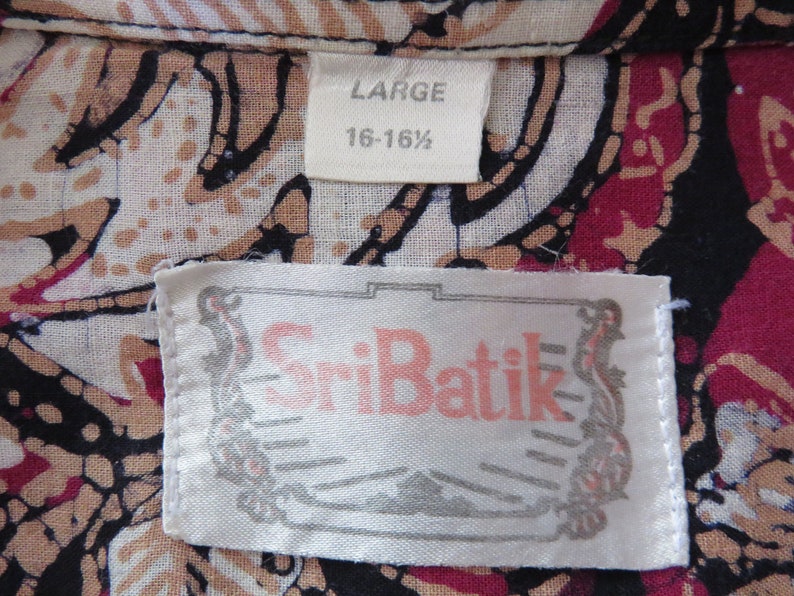 LARGE
16-16½
SriBatik